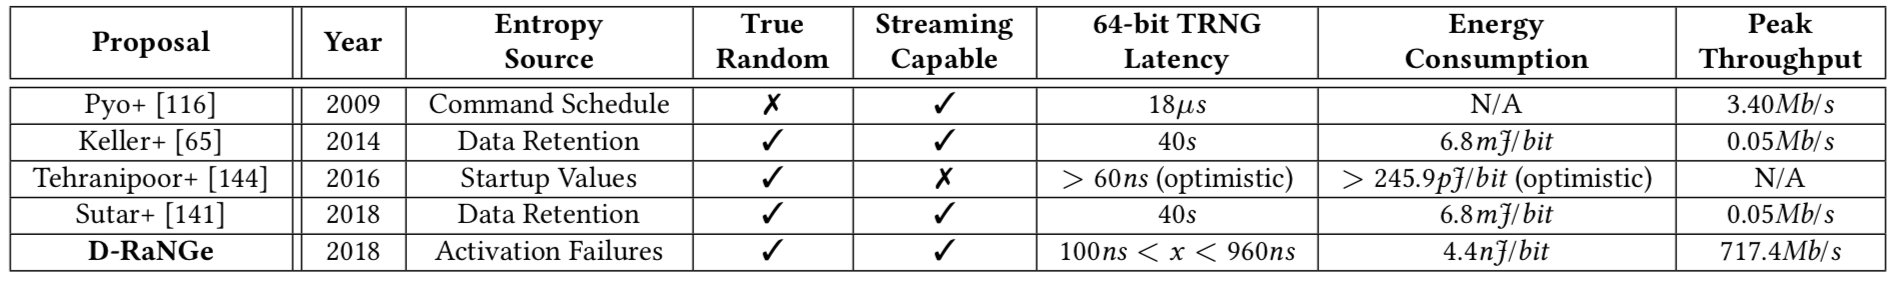 Proposal Year Entropy Source True Random Streaming Capable 64-bit TRNG Latency Energy Consumption Peak Throughput
Pyo+ [116] 2009 Command Schedule ✗ ✓ 18μs N/A 3.40Mb/s
Keller+ [65] 2014 Data Retention ✓ ✓ 40s 6.8mJ/bit 0.05Mb/s
Tehranipoor+ [144] 2016 Startup Values ✓ ✗ > 60ns (optimistic) > 245.9pJ/bit (optimistic) N/A
Sutar+ [141] 2018 Data Retention ✓ ✓ 40s 6.8mJ/bit 0.05Mb/s
D-RaNGe 2018 Activation Failures ✓ ✓ 100ns < x < 960ns 4.4nJ/bit 717.4Mb/s